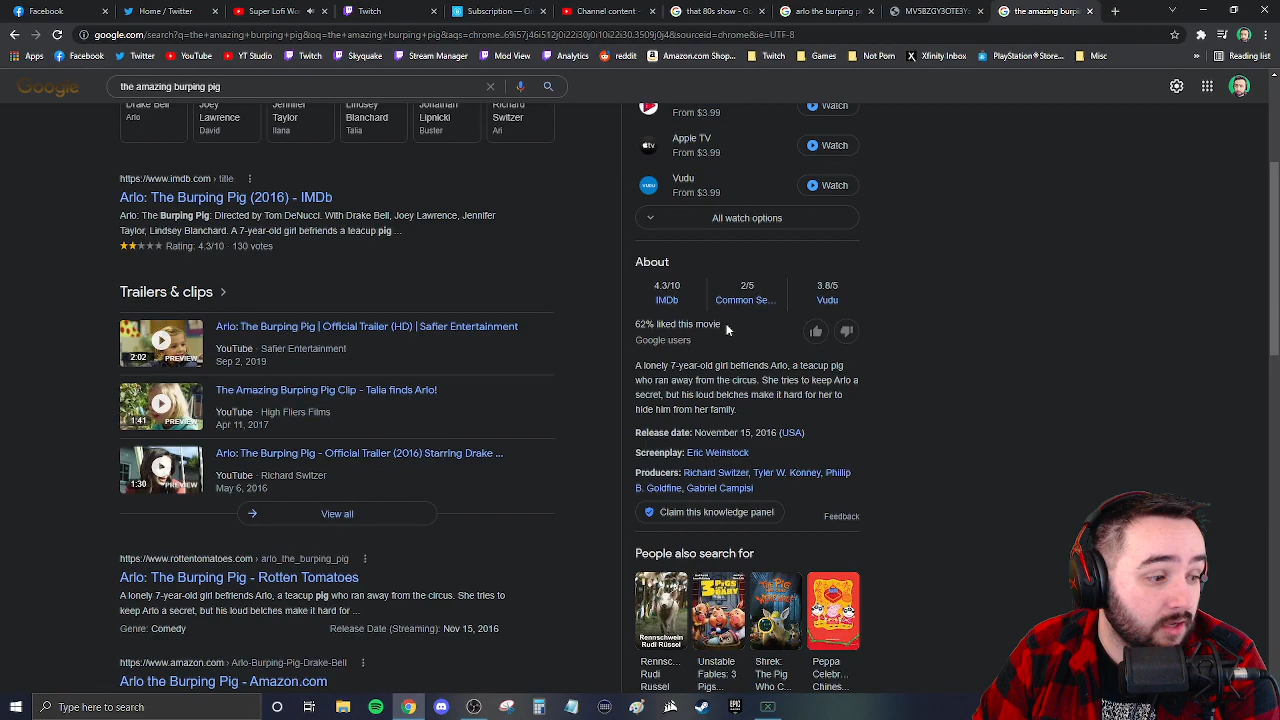 Facebook
Home / Twitter
Super Lofi World
Twitch
Subscription — Cr
Channel content -
that 80s show - Go
arlo the burping pi
MV5BZGY5OTE3Y
the amazing burpin
google.com/search?q=the+amazing+burping+pig&oq=the+amazing+burping+pig&aqs=chrome.69i57j46i512j0i22i30j0i10i22i30.3509j0j4&sourceid=chrome&ie=UTF-8
Apps
Facebook
Twitter
YouTube
YT Studio
Twitch
Skyolouke Twitch
Stream Manager
Mod View
Analytics
reddit
Amazon.com Shop...
Twitch
Games
Not Porn
Xfinity Inbox
PlayStation®Store...
Misc
Reading list
Google
the amazing burping pig
Drake Bell
Arlo
Joey
Lawrence
David
Jennifer
Taylor
Ilana
Lindsey
Blanchard
Talia
Jonathan
Lipnicki
Buster
Richard
Switzer
Ari
https://www.imdb.com › title
Arlo: The Burping Pig (2016) - IMDb
Arlo: The Burping Pig: Directed by Tom DeNucci. With Drake Bell, Joey Lawrence, Jennifer
Taylor, Lindsey Blanchard. A 7-year-old girl befriends a teacup pig ...
Rating: 4.3/10 · 130 votes
Trailers & clips
2:02
PREVIEW
Arlo: The Burping Pig | Official Trailer (HD) | Safier Entertainment
YouTube · Safier Entertainment
Sep 2, 2019
1:41
PREVIEW
The Amazing Burping Pig Clip - Talia finds Arlo!
YouTube · High Fliers Films
Apr 11, 2017
1:30
PREVIEW
Arlo: The Burping Pig - Official Trailer (2016) Starring Drake ...
YouTube · Richard Switzer
May 6, 2016
View all
https://www.rottentomatoes.com › arlo_the_burping_pig
Arlo: The Burping Pig - Rotten Tomatoes
A lonely 7-year-old girl befriends Arlo, a teacup pig who ran away from the circus. She tries to
keep Arlo a secret, but his loud belches make it hard for ...
Genre: Comedy
Release Date (Streaming): Nov 15, 2016
https://www.amazon.com › Arlo-Burping-Pig-Drake-Bell
Arlo the Burping Pig - Amazon.com
From $3.99
Watch
Apple TV
From $3.99
Watch
Vudu
From $3.99
Watch
All watch options
About
4.3/10
IMDb
2/5
Common Se...
3.8/5
Vudu
62% liked this movie
Google users
A lonely 7-year-old girl befriends Arlo, a teacup pig
who ran away from the circus. She tries to keep Arlo a
secret, but his loud belches make it hard for her to
hide him from her family.
Release date: November 15, 2016 (USA)
Screenplay: Eric Weinstock
Producers: Richard Switzer, Tyler W. Konney, Phillip
B. Goldfine, Gabriel Campisi
Claim this knowledge panel
Feedback
People also search for
Rennschwein
Rudi Rüssel
3 PIGS
BABY
Rennsc...
Rudi
Rüssel
Unstable
Fables: 3
Pigs...
Shrek:
The Pig
Who C...
Peppa
Celebr...
Chines...
Type here to search